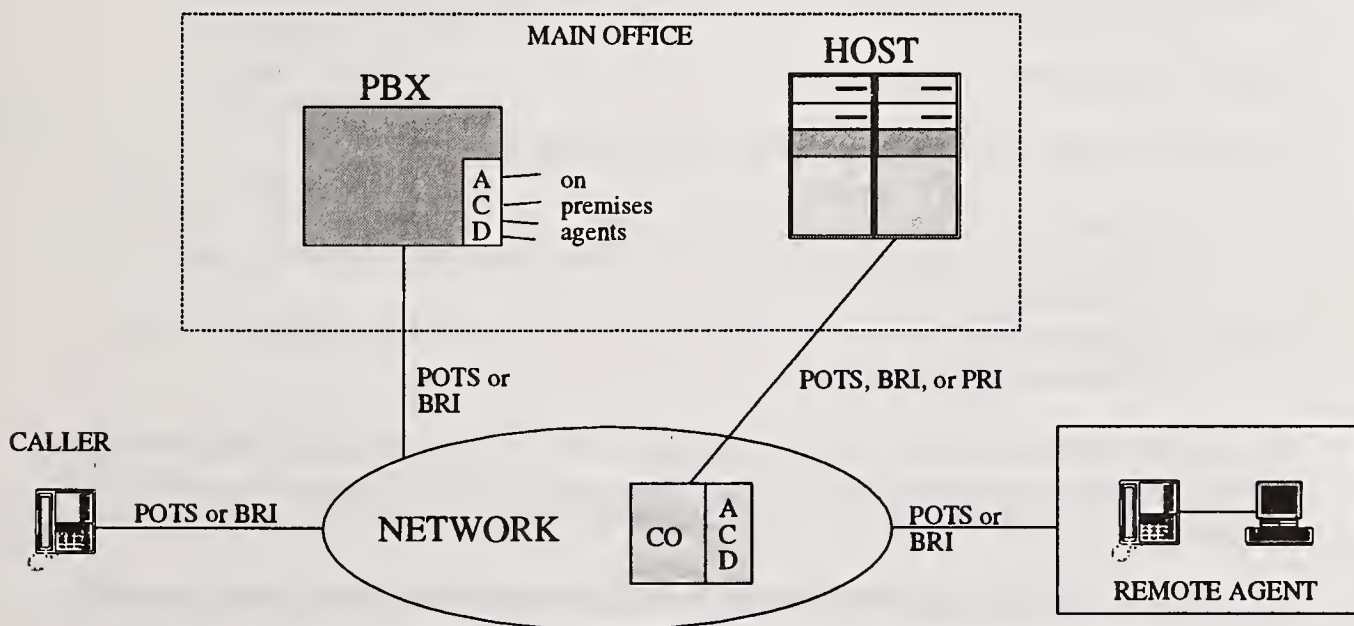 MAIN OFFICE
HOST
PBX
A
C
D
on
premises
agents
POTS or
BRI
POTS, BRI, or PRI
CALLER
POTS or BRI
NETWORK
CO
A
C
D
POTS or
BRI
REMOTE AGENT